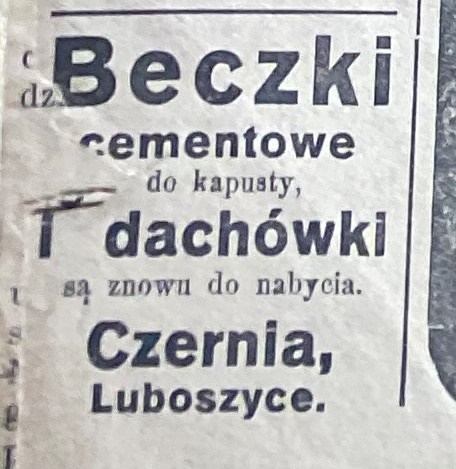 Beczki
cementowe
do kapusty,
I dachówki
są znowu do nabycia.
Czernia,
Luboszyce.